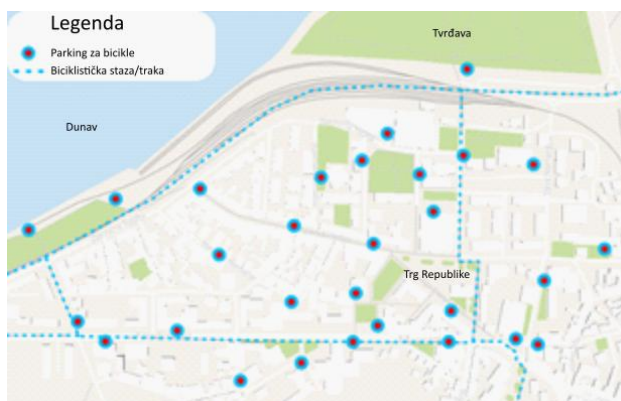 Legenda
Parking za bicikle
Biciklistička staza/traka
Tvrđava
Dunav
Trg Republike